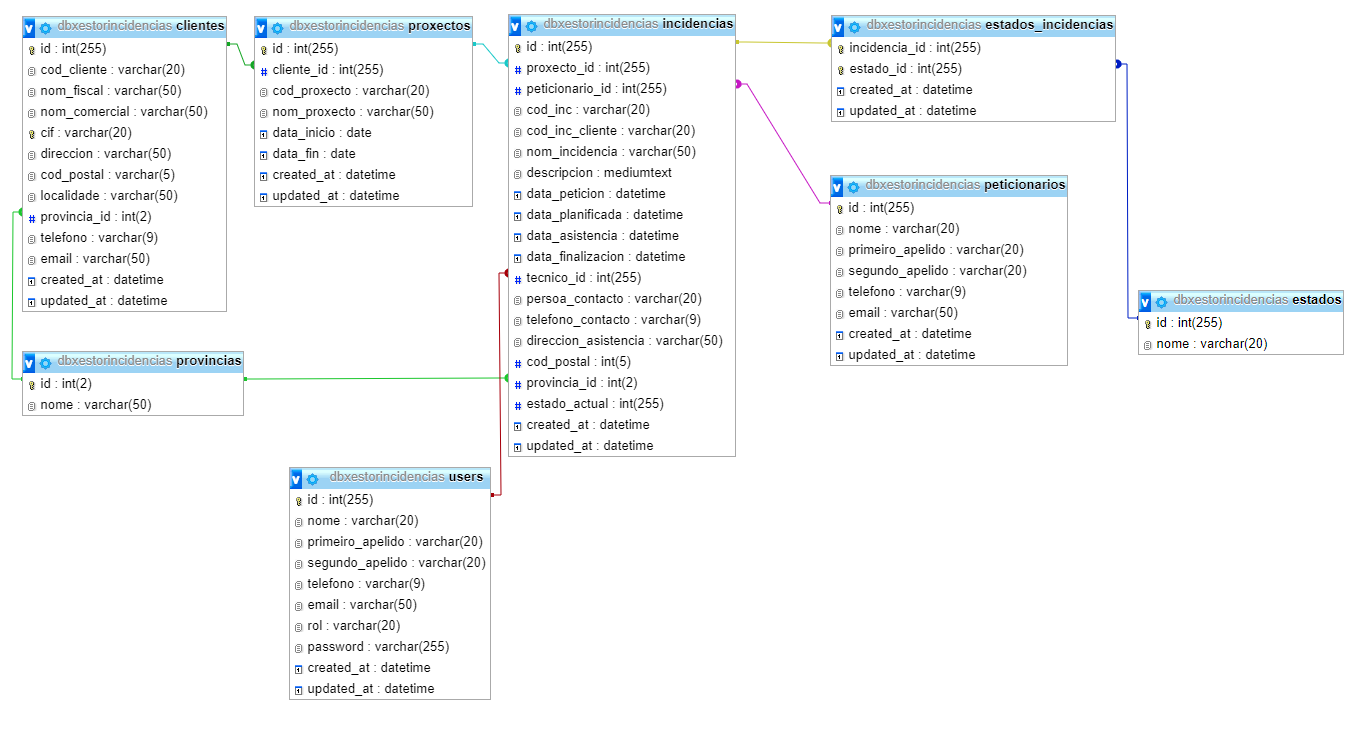 dbxestorincidencias clientes
id : int(255)
cod_cliente : varchar(20)
nom_fiscal : varchar(50)
nom_comercial : varchar(50)
cif : varchar(20)
direccion : varchar(50)
cod_postal : varchar(5)
localidade : varchar(50)
provincia_id : int(2)
telefono : varchar(9)
email : varchar(50)
created_at : datetime
updated_at : datetime
dbxestorincidencias proxectos
id : int(255)
cliente_id : int(255)
cod_proxecto : varchar(20)
nom_proxecto : varchar(50)
data_inicio : date
data_fin : date
created_at : datetime
updated_at : datetime
dbxestorincidencias incidencias
id : int(255)
proxecto_id : int(255)
peticionario_id : int(255)
cod_inc : varchar(20)
cod_inc_cliente : varchar(20)
nom_incidencia : varchar(50)
descripcion : mediumtext
data_peticion : datetime
data_planificada : datetime
data_asistencia : datetime
data_finalizacion : datetime
tecnico_id : int(255)
persoa_contacto : varchar(20)
telefono_contacto : varchar(9)
direccion_asistencia : varchar(50)
cod_postal : int(5)
provincia_id : int(2)
estado_actual : int(255)
created_at : datetime
updated_at : datetime
dbxestorincidencias estados_incidencias
incidencia_id : int(255)
estado_id : int(255)
created_at : datetime
updated_at : datetime
dbxestorincidencias peticionarios
id : int(255)
nome : varchar(20)
primeiro_apelido : varchar(20)
segundo_apelido : varchar(20)
telefono : varchar(9)
email : varchar(50)
created_at : datetime
updated_at : datetime
dbxestorincidencias estados
id : int(255)
nome : varchar(20)
dbxestorincidencias provincias
id : int(2)
nome : varchar(50)
dbxestorincidencias users
id : int(255)
nome : varchar(20)
primeiro_apelido : varchar(20)
segundo_apelido : varchar(20)
telefono : varchar(9)
email : varchar(50)
rol : varchar(20)
password : varchar(255)
created_at : datetime
updated_at : datetime